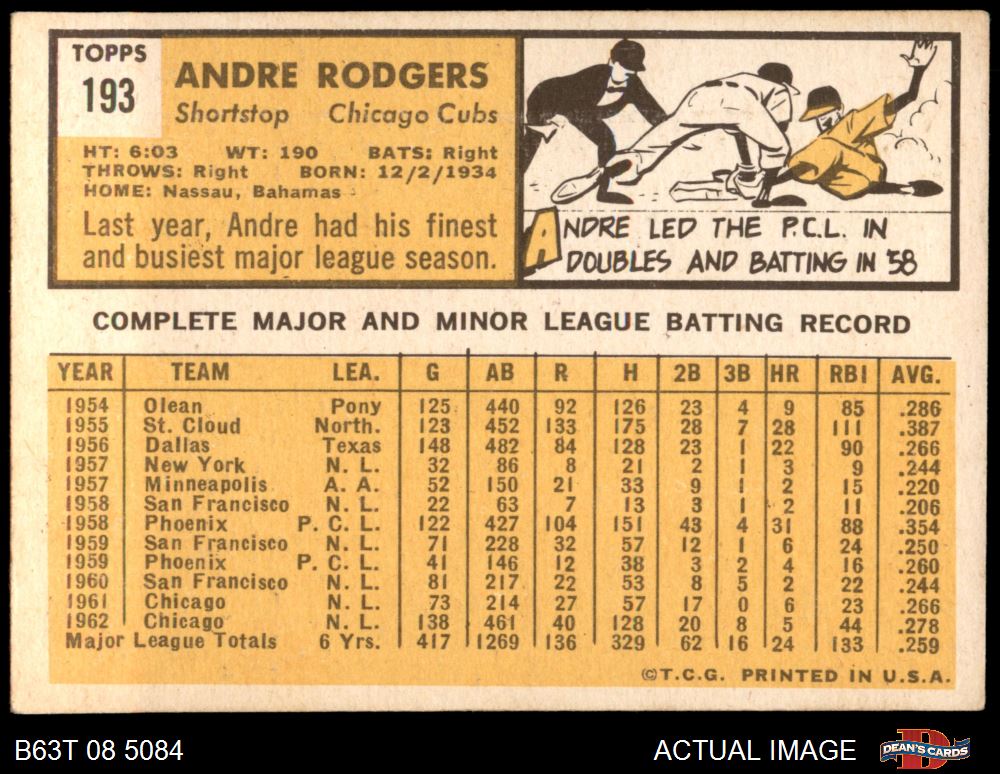 TOPPS
193
ANDRE RODGERS
Shortstop Chicago Cubs
HT: 6:03 WT: 190 BATS: Right
THROWS: Right BORN: 12/2/1934
HOME: Nassau, Bahamas
Last year, Andre had his finest
and busiest major league season.
ANDRE LED THE P.C.L. IN
DOUBLES AND BATTING IN '58
COMPLETE MAJOR AND MINOR LEAGUE BATTING RECORD
YEAR TEAM LEA. G AB R H 2B 3B HR RBI AVG.
1954 Olean Pony 125 440 92 126 23 4 9 85 .286
1955 St. Cloud North. 123 452 133 175 28 7 28 111 .387
1956 Dallas Texas 148 482 84 128 23 1 22 90 .266
1957 New York N. L. 32 86 8 21 2 1 3 9 .244
1957 Minneapolis A. A. 52 150 21 33 9 1 2 15 .220
1958 San Francisco N. L. 22 63 7 13 3 1 2 11 .206
1958 Phoenix P. C. L. 122 427 104 151 43 4 31 88 .354
1959 San Francisco N. L. 71 228 32 57 12 1 6 24 .250
1959 Phoenix P. C. L. 41 146 12 38 3 2 4 16 .260
1960 San Francisco N. L. 81 217 22 53 8 5 2 22 .244
1961 Chicago N. L. 73 214 27 57 17 0 6 23 .266
1962 Chicago N. L. 138 461 40 128 20 8 5 44 .278
Major League Totals 6 Yrs. 417 1269 136 329 62 16 24 133 .259
©T.C.G. PRINTED IN U.S.A.
B63T 08 5084 ACTUAL IMAGE DEAN'S CARDS